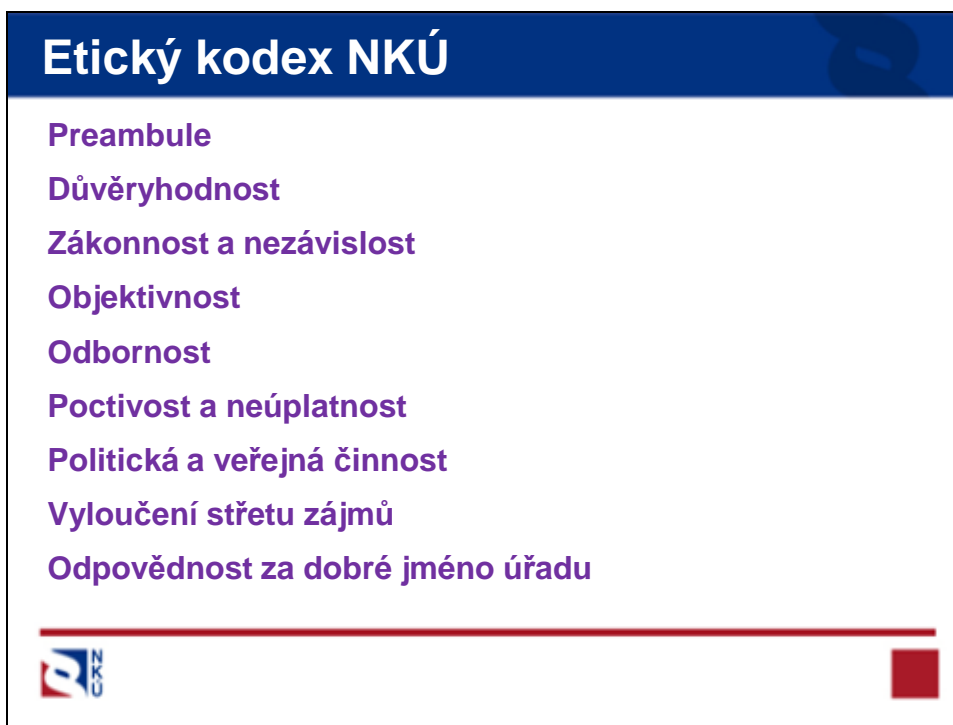 Etický kodex NKÚ
Preambule
Důvěryhodnost
Zákonnost a nezávislost
Objektivnost
Odbornost
Poctivost a neúplatnost
Politická a veřejná činnost
Vyloučení střetu zájmů
Odpovědnost za dobré jméno úřadu
NKÚ